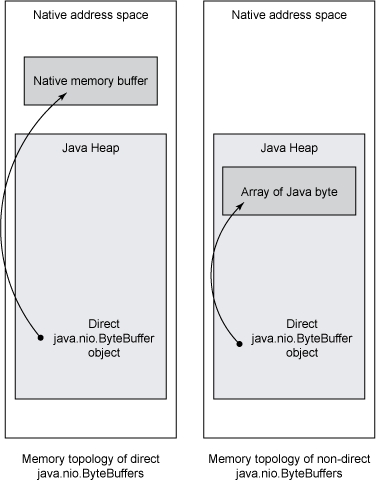 Native address space
Native memory buffer
Java Heap
Direct
java.nio.ByteBuffer
object
Memory topology of direct
java.nio.ByteBuffers
Native address space
Java Heap
Array of Java byte
Direct
java.nio.ByteBuffer
object
Memory topology of non-direct
java.nio.ByteBuffers